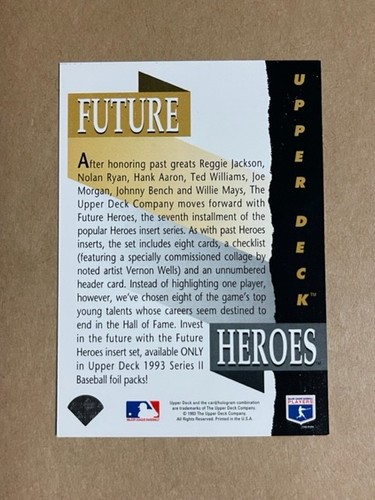 FUTURE
After honoring past greats Reggie Jackson,
Nolan Ryan, Hank Aaron, Ted Williams, Joe
Morgan, Johnny Bench and Willie Mays, The
Upper Deck Company moves forward with
Future Heroes, the seventh installment of the
popular Heroes insert series. As with past Heroes
inserts, the set includes eight cards, a checklist
(featuring a specially commissioned collage by
noted artist Vernon Wells) and an unnumbered
header card. Instead of highlighting one player,
however, we've chosen eight of the game's top
young talents whose careers seem destined to
end in the Hall of Fame. Invest
in the future with the Future
Heroes insert set, available ONLY
in Upper Deck 1993 Series II
Baseball foil packs!
HEROES
UPPER DECK™
Upper Deck and the card/hologram combination
are trademarks of The Upper Deck Company.
© 1993 The Upper Deck Company.
All Rights Reserved. Printed in the U.S.A.
PLAYERS